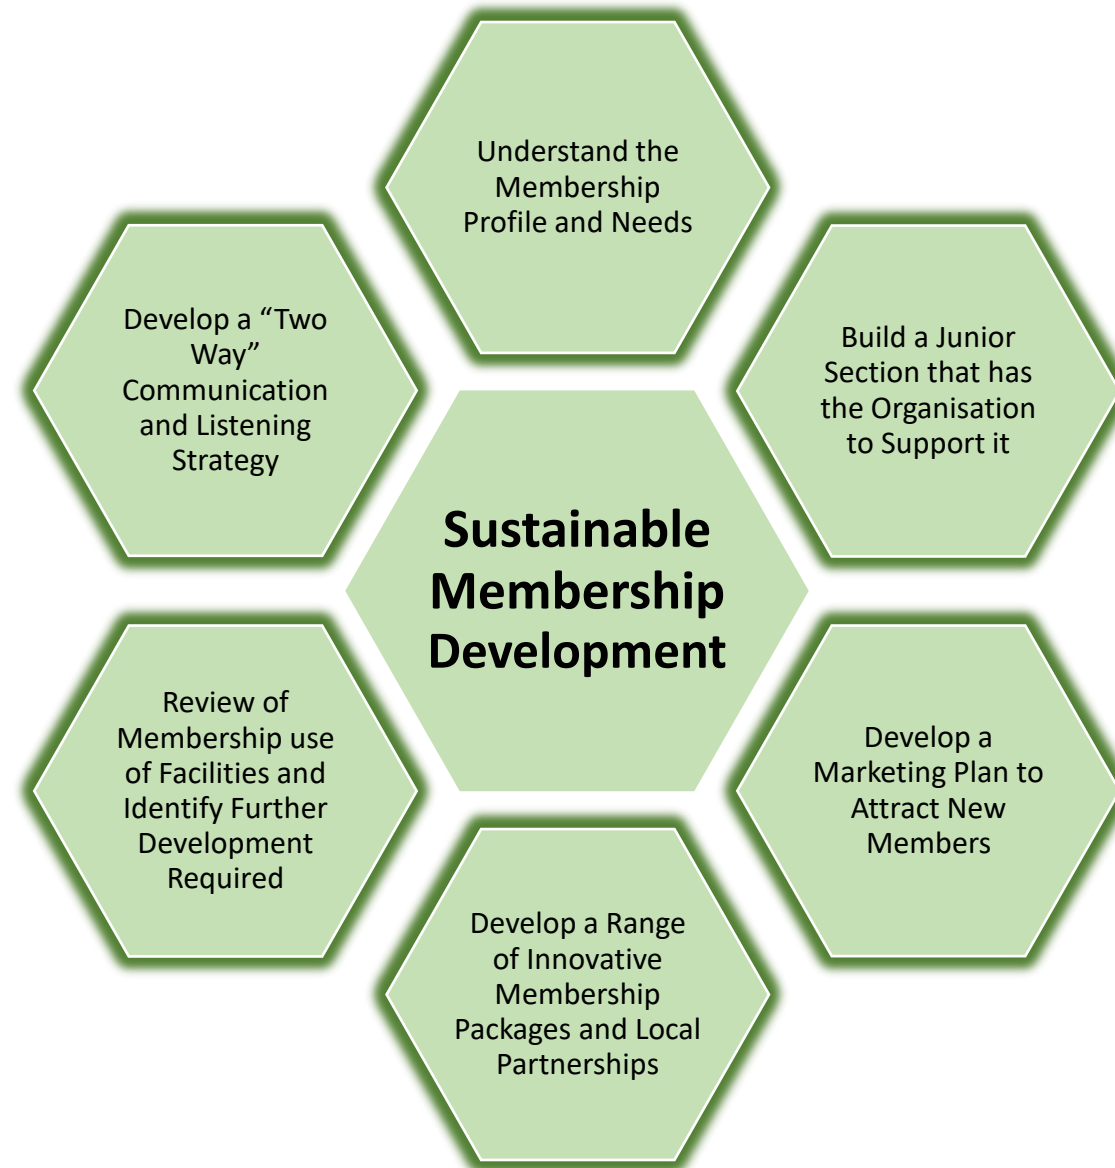 Understand the
Membership
Profile and Needs
Build a Junior
Section that has
the Organisation
to Support it
Develop a
Marketing Plan to
Attract New
Members
Develop a Range
of Innovative
Membership
Packages and Local
Partnerships
Review of
Membership use
of Facilities and
Identify Further
Development
Required
Develop a “Two
Way”
Communication
and Listening
Strategy
Sustainable
Membership
Development